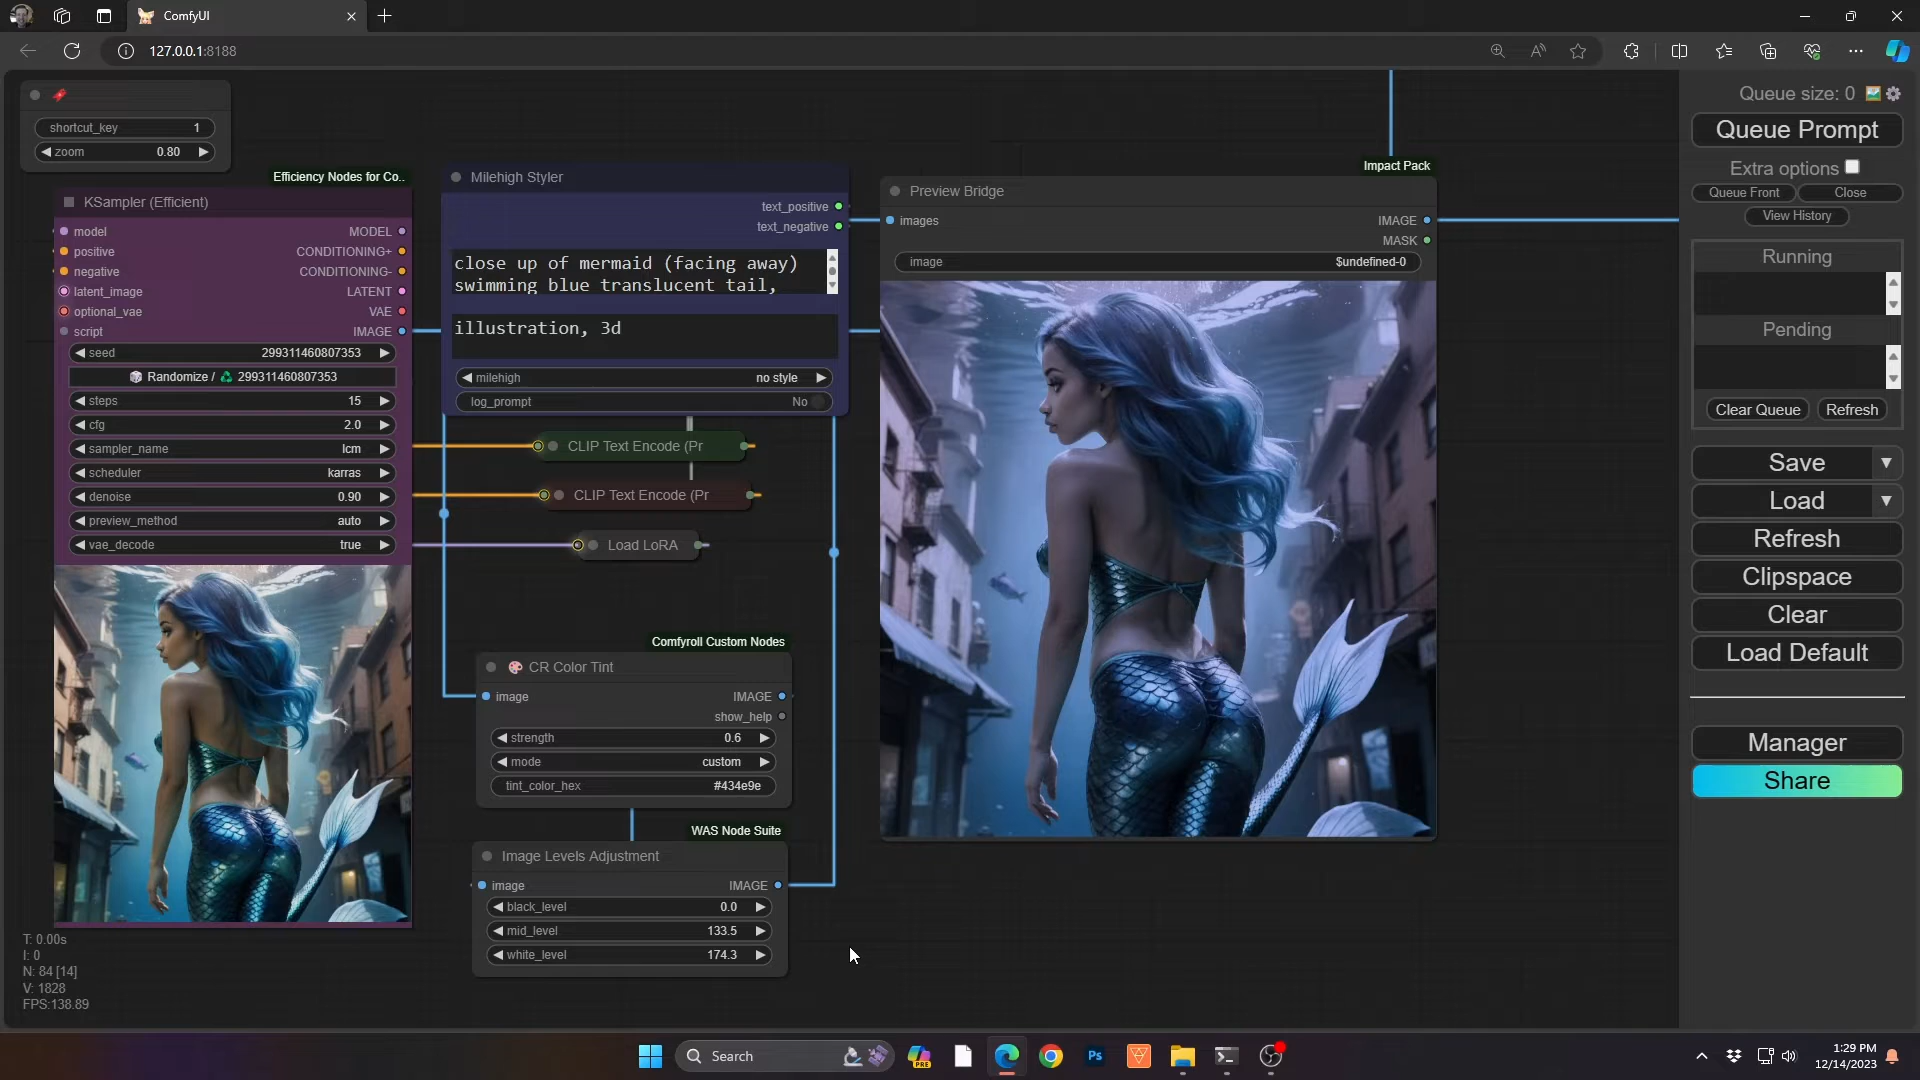 ComfyUI
127.0.0.1:8188
shortcut_key 1
zoom 0.80
Efficiency Nodes for Co..
KSampler (Efficient)
model MODEL
positive CONDITIONING+
negative CONDITIONING-
latent_image LATENT
optional_vae VAE
script IMAGE
seed 299311460807353
Randomize / 299311460807353
steps 15
cfg 2.0
sampler_name lcm
scheduler karras
denoise 0.90
preview_method auto
vae_decode true
Milehigh Styler
text_positive
text_negative
close up of mermaid (facing away)
swimming blue translucent tail,
illustration, 3d
milehigh no style
log_prompt No
CLIP Text Encode (Pr
CLIP Text Encode (Pr
Load LoRA
Comfyroll Custom Nodes
CR Color Tint
image IMAGE
show_help
strength 0.6
mode custom
tint_color_hex #434e9e
WAS Node Suite
Image Levels Adjustment
image IMAGE
black_level 0.0
mid_level 133.5
white_level 174.3
Impact Pack
Preview Bridge
images IMAGE
MASK
image $undefined-0
Queue size: 0
Queue Prompt
Extra options
Queue Front Close
View History
Running
Pending
Clear Queue Refresh
Save
Load
Refresh
Clipspace
Clear
Load Default
Manager
Share
T: 0.00s
I: 0
N: 84 [14]
V: 1828
FPS:138.89
Search
PRE
Ps
1:29 PM
12/14/2023